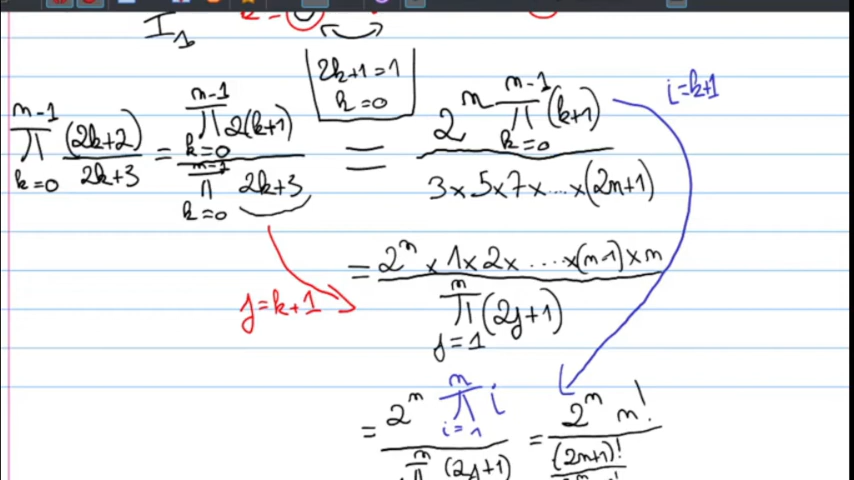 I₁
2k+1=1
k=0
i=k+1
∏_{k=0}^{n-1} (2k+2)/(2k+3) = ∏_{k=0}^{n-1} 2(k+1) / ∏_{k=0}^{n-1} 2k+3 = 2^n ∏_{k=0}^{n-1} (k+1) / 3×5×7×...×(2n+1)
= 2^n × 1×2×....×(n-1)×n / ∏_{j=1}^{n} (2j+1)
j=k+1
= 2^n ∏_{i=1}^{n} i / ∏^{n} (2j+1) = 2^n n! / (2n+1)!